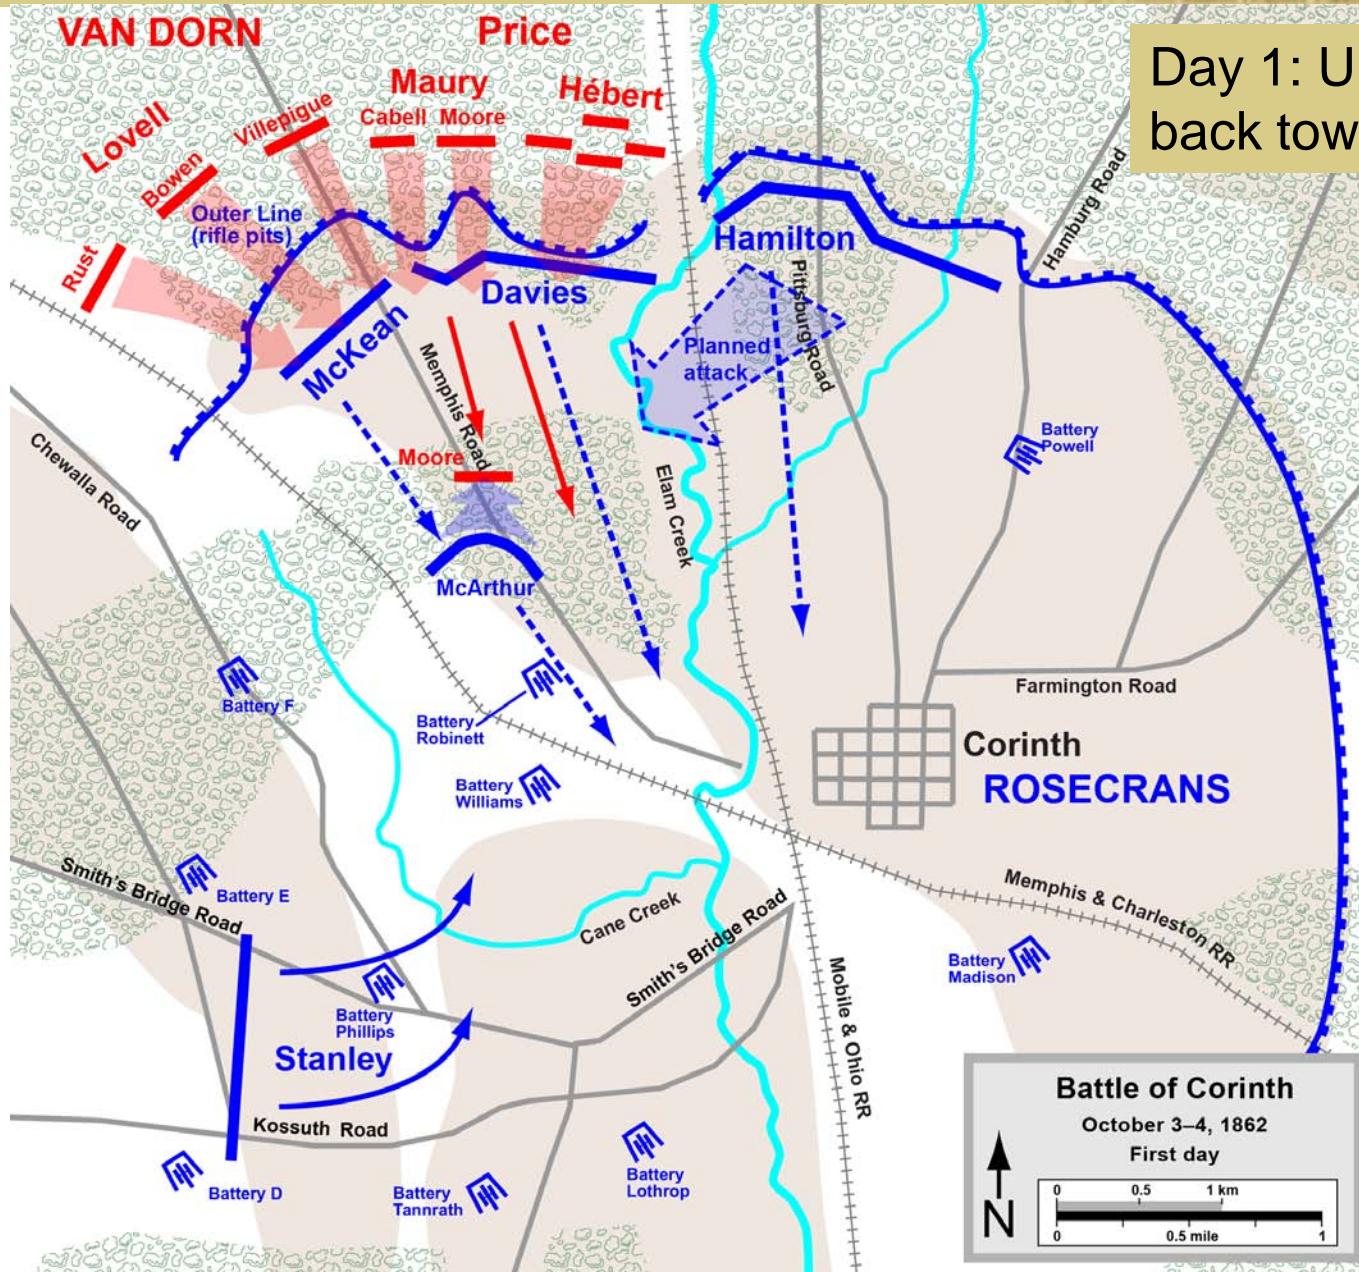 VAN DORN
Price
Day 1: U
back tow
Maury
Hébert
Lovell
Villepigue
Cabell Moore
Bowen
Outer Line
(rifle pits)
Rust
Hamilton
Hamburg Road
Davies
McKean
Pittsburg Road
Planned
attack
Memphis Road
Chewalla Road
Moore
Battery
Powell
Elam Creek
McArthur
Battery F
Farmington Road
Battery
Robinett
Corinth
ROSECRANS
Battery
Williams
Smith's Bridge Road
Battery E
Memphis & Charleston RR
Cane Creek
Smith's Bridge Road
Battery
Madison
Mobile & Ohio RR
Battery
Phillips
Stanley
Kossuth Road
Battery D
Battery
Tannrath
Battery
Lothrop
Battle of Corinth
October 3–4, 1862
First day
N
0 0.5 1 km
0 0.5 mile 1